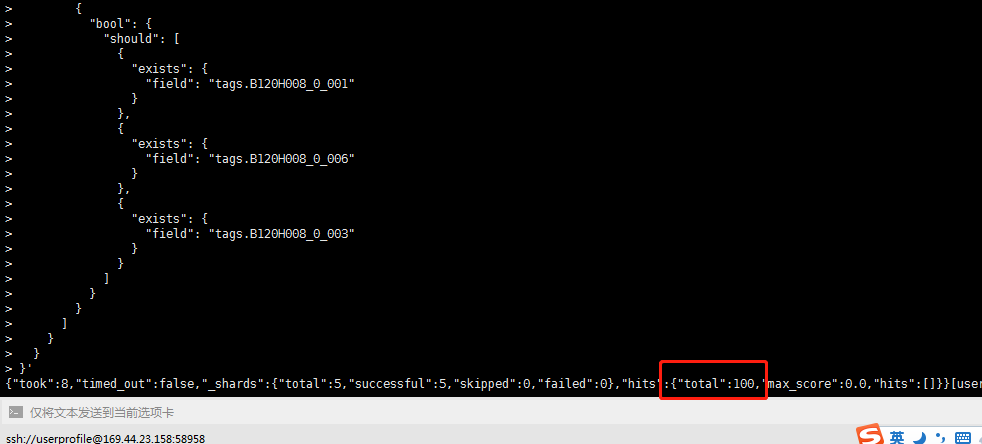 > {
> "bool": {
> "should": [
> {
> "exists": {
> "field": "tags.B120H008_0_001"
> }
> },
> {
> "exists": {
> "field": "tags.B120H008_0_006"
> }
> },
> {
> "exists": {
> "field": "tags.B120H008_0_003"
> }
> }
> ]
> }
> }
> ]
> }
> }
> }'
{"took":8,"timed_out":false,"_shards":{"total":5,"successful":5,"skipped":0,"failed":0},"hits":{"total":100,"max_score":0.0,"hits":[]}}[user
仅将文本发送到当前选项卡
ssh://userprofile@169.44.23.158:58958
英